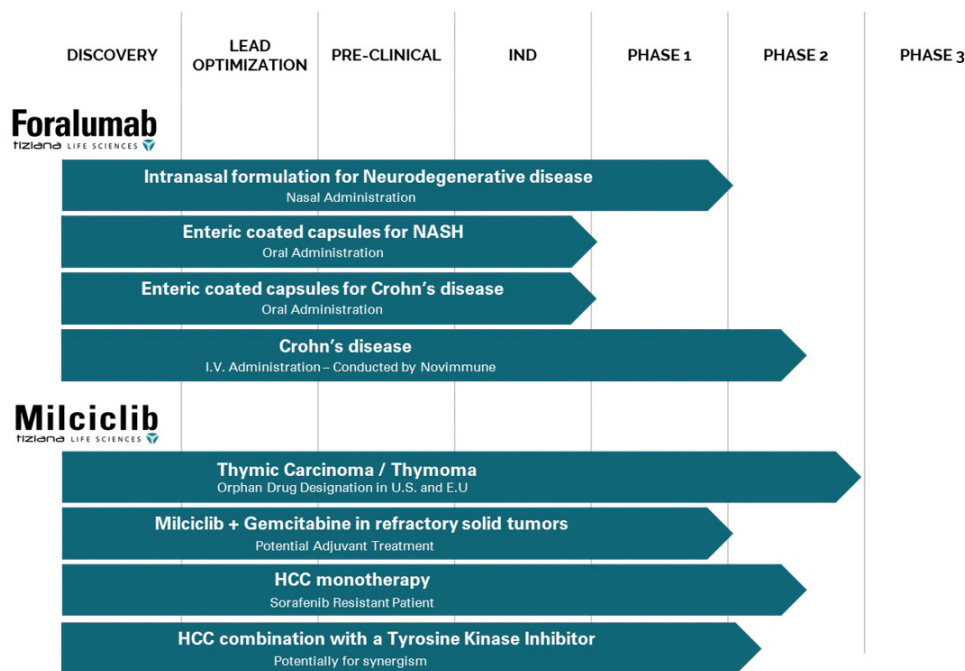 DISCOVERY
LEAD
OPTIMIZATION
PRE-CLINICAL
IND
PHASE 1
PHASE 2
PHASE 3
Foralumab
tiziana LIFE SCIENCES
Intranasal formulation for Neurodegenerative disease
Nasal Administration
Enteric coated capsules for NASH
Oral Administration
Enteric coated capsules for Crohn's disease
Oral Administration
Crohn's disease
I.V. Administration – Conducted by Novimmune
Milciclib
tiziana LIFE SCIENCES
Thymic Carcinoma / Thymoma
Orphan Drug Designation in U.S. and E.U
Milciclib + Gemcitabine in refractory solid tumors
Potential Adjuvant Treatment
HCC monotherapy
Sorafenib Resistant Patient
HCC combination with a Tyrosine Kinase Inhibitor
Potentially for synergism